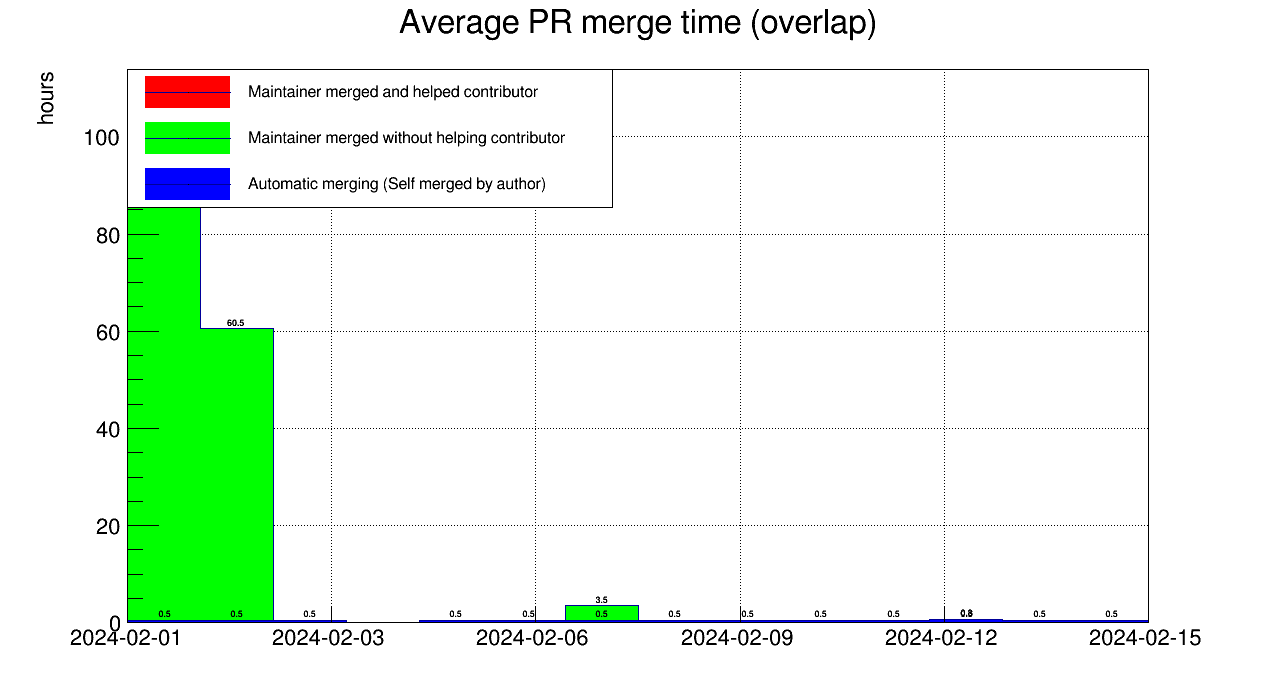 Average PR merge time (overlap)
hours
Maintainer merged and helped contributor
Maintainer merged without helping contributor
Automatic merging (Self merged by author)
100
80
60
40
20
0
60.5
3.5
0.5 0.5 0.5 0.5 0.5 0.5 0.5 0.5 0.5 0.5 0.5 0.5
2024-02-01 2024-02-03 2024-02-06 2024-02-09 2024-02-12 2024-02-15